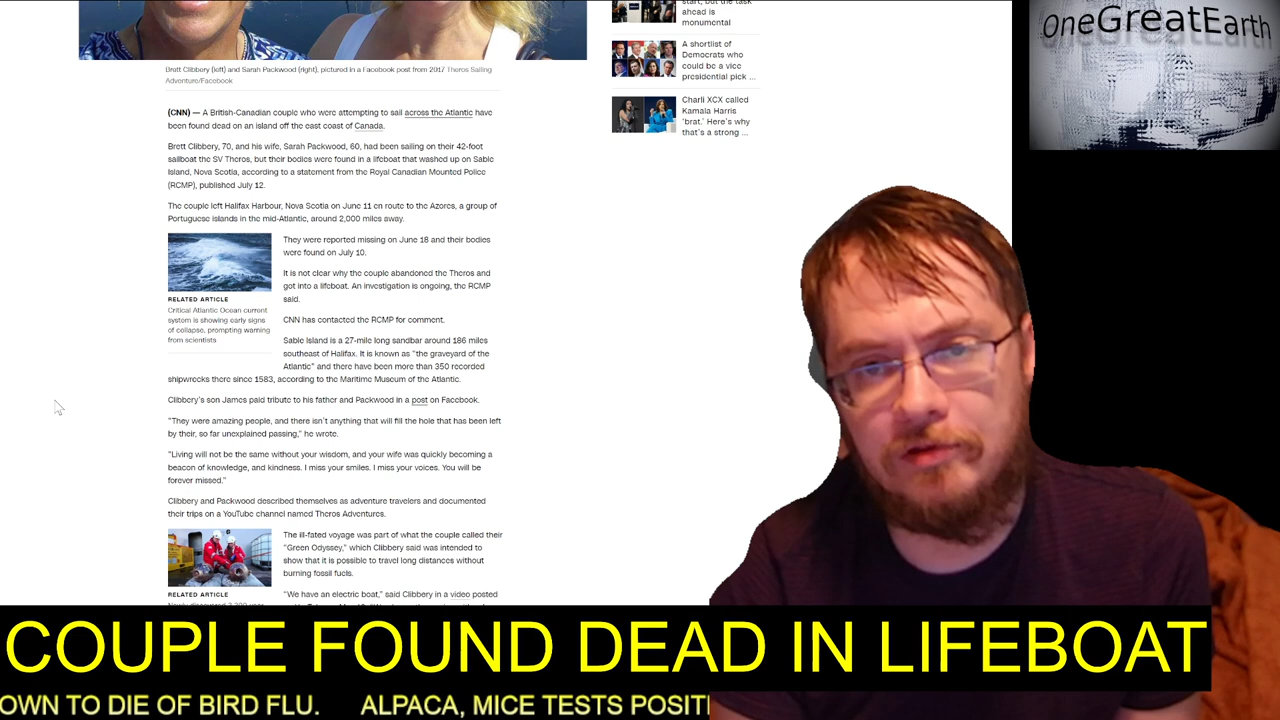 Brett Clibbery (left) and Sarah Packwood (right), pictured in a Facebook post from 2017 Theros Sailing
Adventure/Facebook
(CNN) — A British-Canadian couple who were attempting to sail across the Atlantic have
been found dead on an island off the east coast of Canada.
Brett Clibbery, 70, and his wife, Sarah Packwood, 60, had been sailing on their 42-foot
sailboat the SV Theros, but their bodies were found in a lifeboat that washed up on Sable
Island, Nova Scotia, according to a statement from the Royal Canadian Mounted Police
(RCMP), published July 12.
The couple left Halifax Harbour, Nova Scotia on June 11 en route to the Azores, a group of
Portuguese islands in the mid-Atlantic, around 2,000 miles away.
They were reported missing on June 18 and their bodies
were found on July 10.
It is not clear why the couple abandoned the Theros and
got into a lifeboat. An investigation is ongoing, the RCMP
said.
CNN has contacted the RCMP for comment.
RELATED ARTICLE
Critical Atlantic Ocean current
system is showing early signs
of collapse, prompting warning
from scientists
Sable Island is a 27-mile long sandbar around 186 miles
southeast of Halifax. It is known as "the graveyard of the
Atlantic" and there have been more than 350 recorded
shipwrecks there since 1583, according to the Maritime Museum of the Atlantic.
Clibbery's son James paid tribute to his father and Packwood in a post on Facebook.
"They were amazing people, and there isn't anything that will fill the hole that has been left
by their, so far unexplained passing," he wrote.
"Living will not be the same without your wisdom, and your wife was quickly becoming a
beacon of knowledge, and kindness. I miss your smiles. I miss your voices. You will be
forever missed."
Clibbery and Packwood described themselves as adventure travelers and documented
their trips on a YouTube channel named Theros Adventures.
The ill-fated voyage was part of what the couple called their
"Green Odyssey," which Clibbery said was intended to
show that it is possible to travel long distances without
burning fossil fuels.
"We have an electric boat," said Clibbery in a video posted
RELATED ARTICLE
start, but the task
ahead is
monumental
A shortlist of
Democrats who
could be a vice
presidential pick ...
Charli XCX called
Kamala Harris
'brat.' Here's why
that's a strong ...
OneGreatEarth
COUPLE FOUND DEAD IN LIFEBOAT
OWN TO DIE OF BIRD FLU. ALPACA, MICE TESTS POSITI